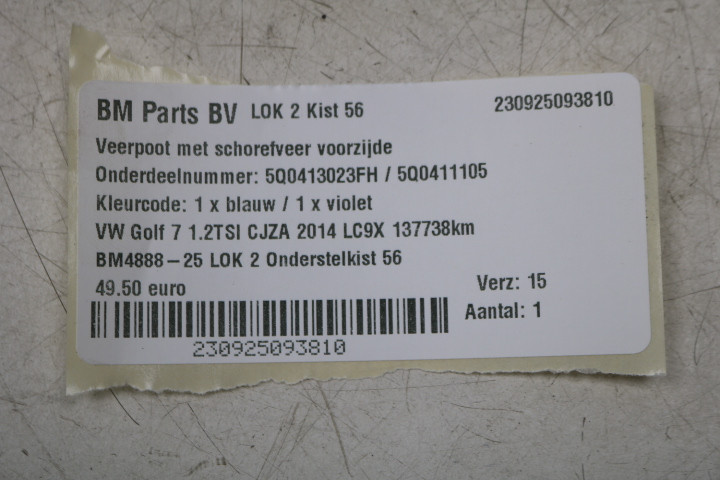 BM Parts BV LOK 2 Kist 56 230925093810
Veerpoot met schorefveer voorzijde
Onderdeelnummer: 5Q0413023FH / 5Q0411105
Kleurcode: 1 x blauw / 1 x violet
VW Golf 7 1.2TSI CJZA 2014 LC9X 137738km
BM4888-25 LOK 2 Onderstelkist 56
49.50 euro Verz: 15
Aantal: 1
230925093810